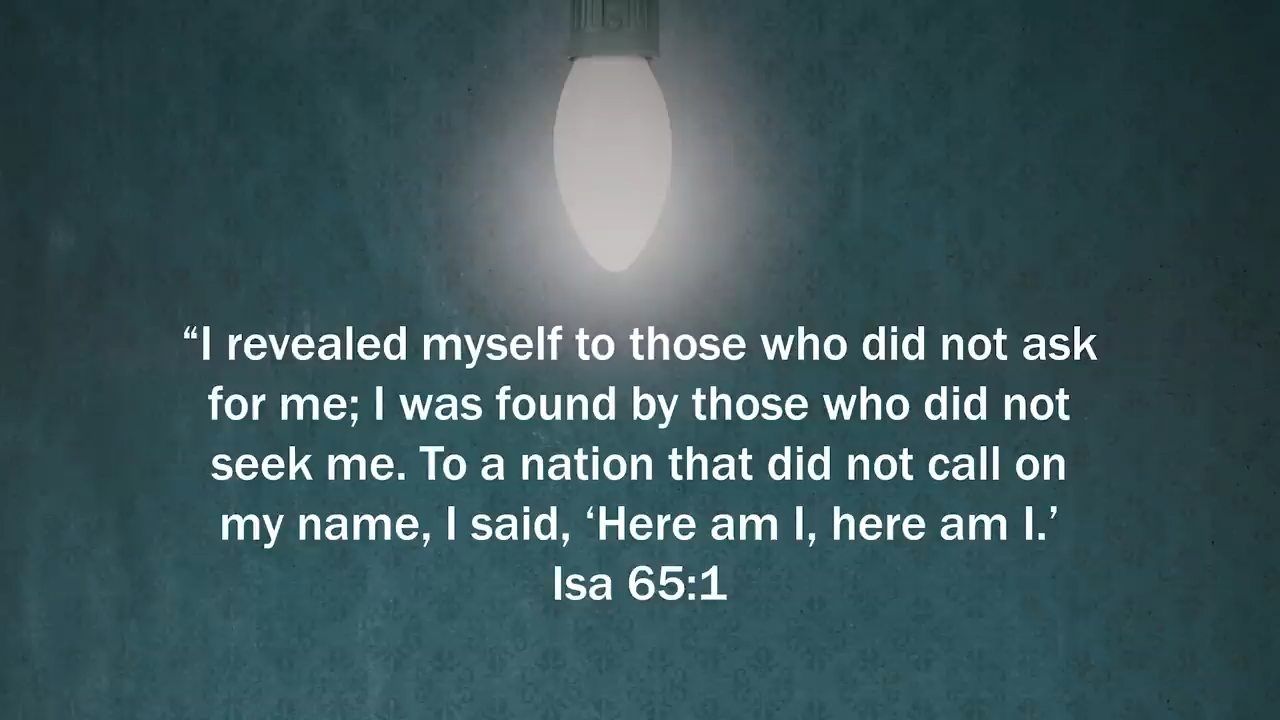 “I revealed myself to those who did not ask
for me; I was found by those who did not
seek me. To a nation that did not call on
my name, I said, ‘Here am I, here am I.’
Isa 65:1